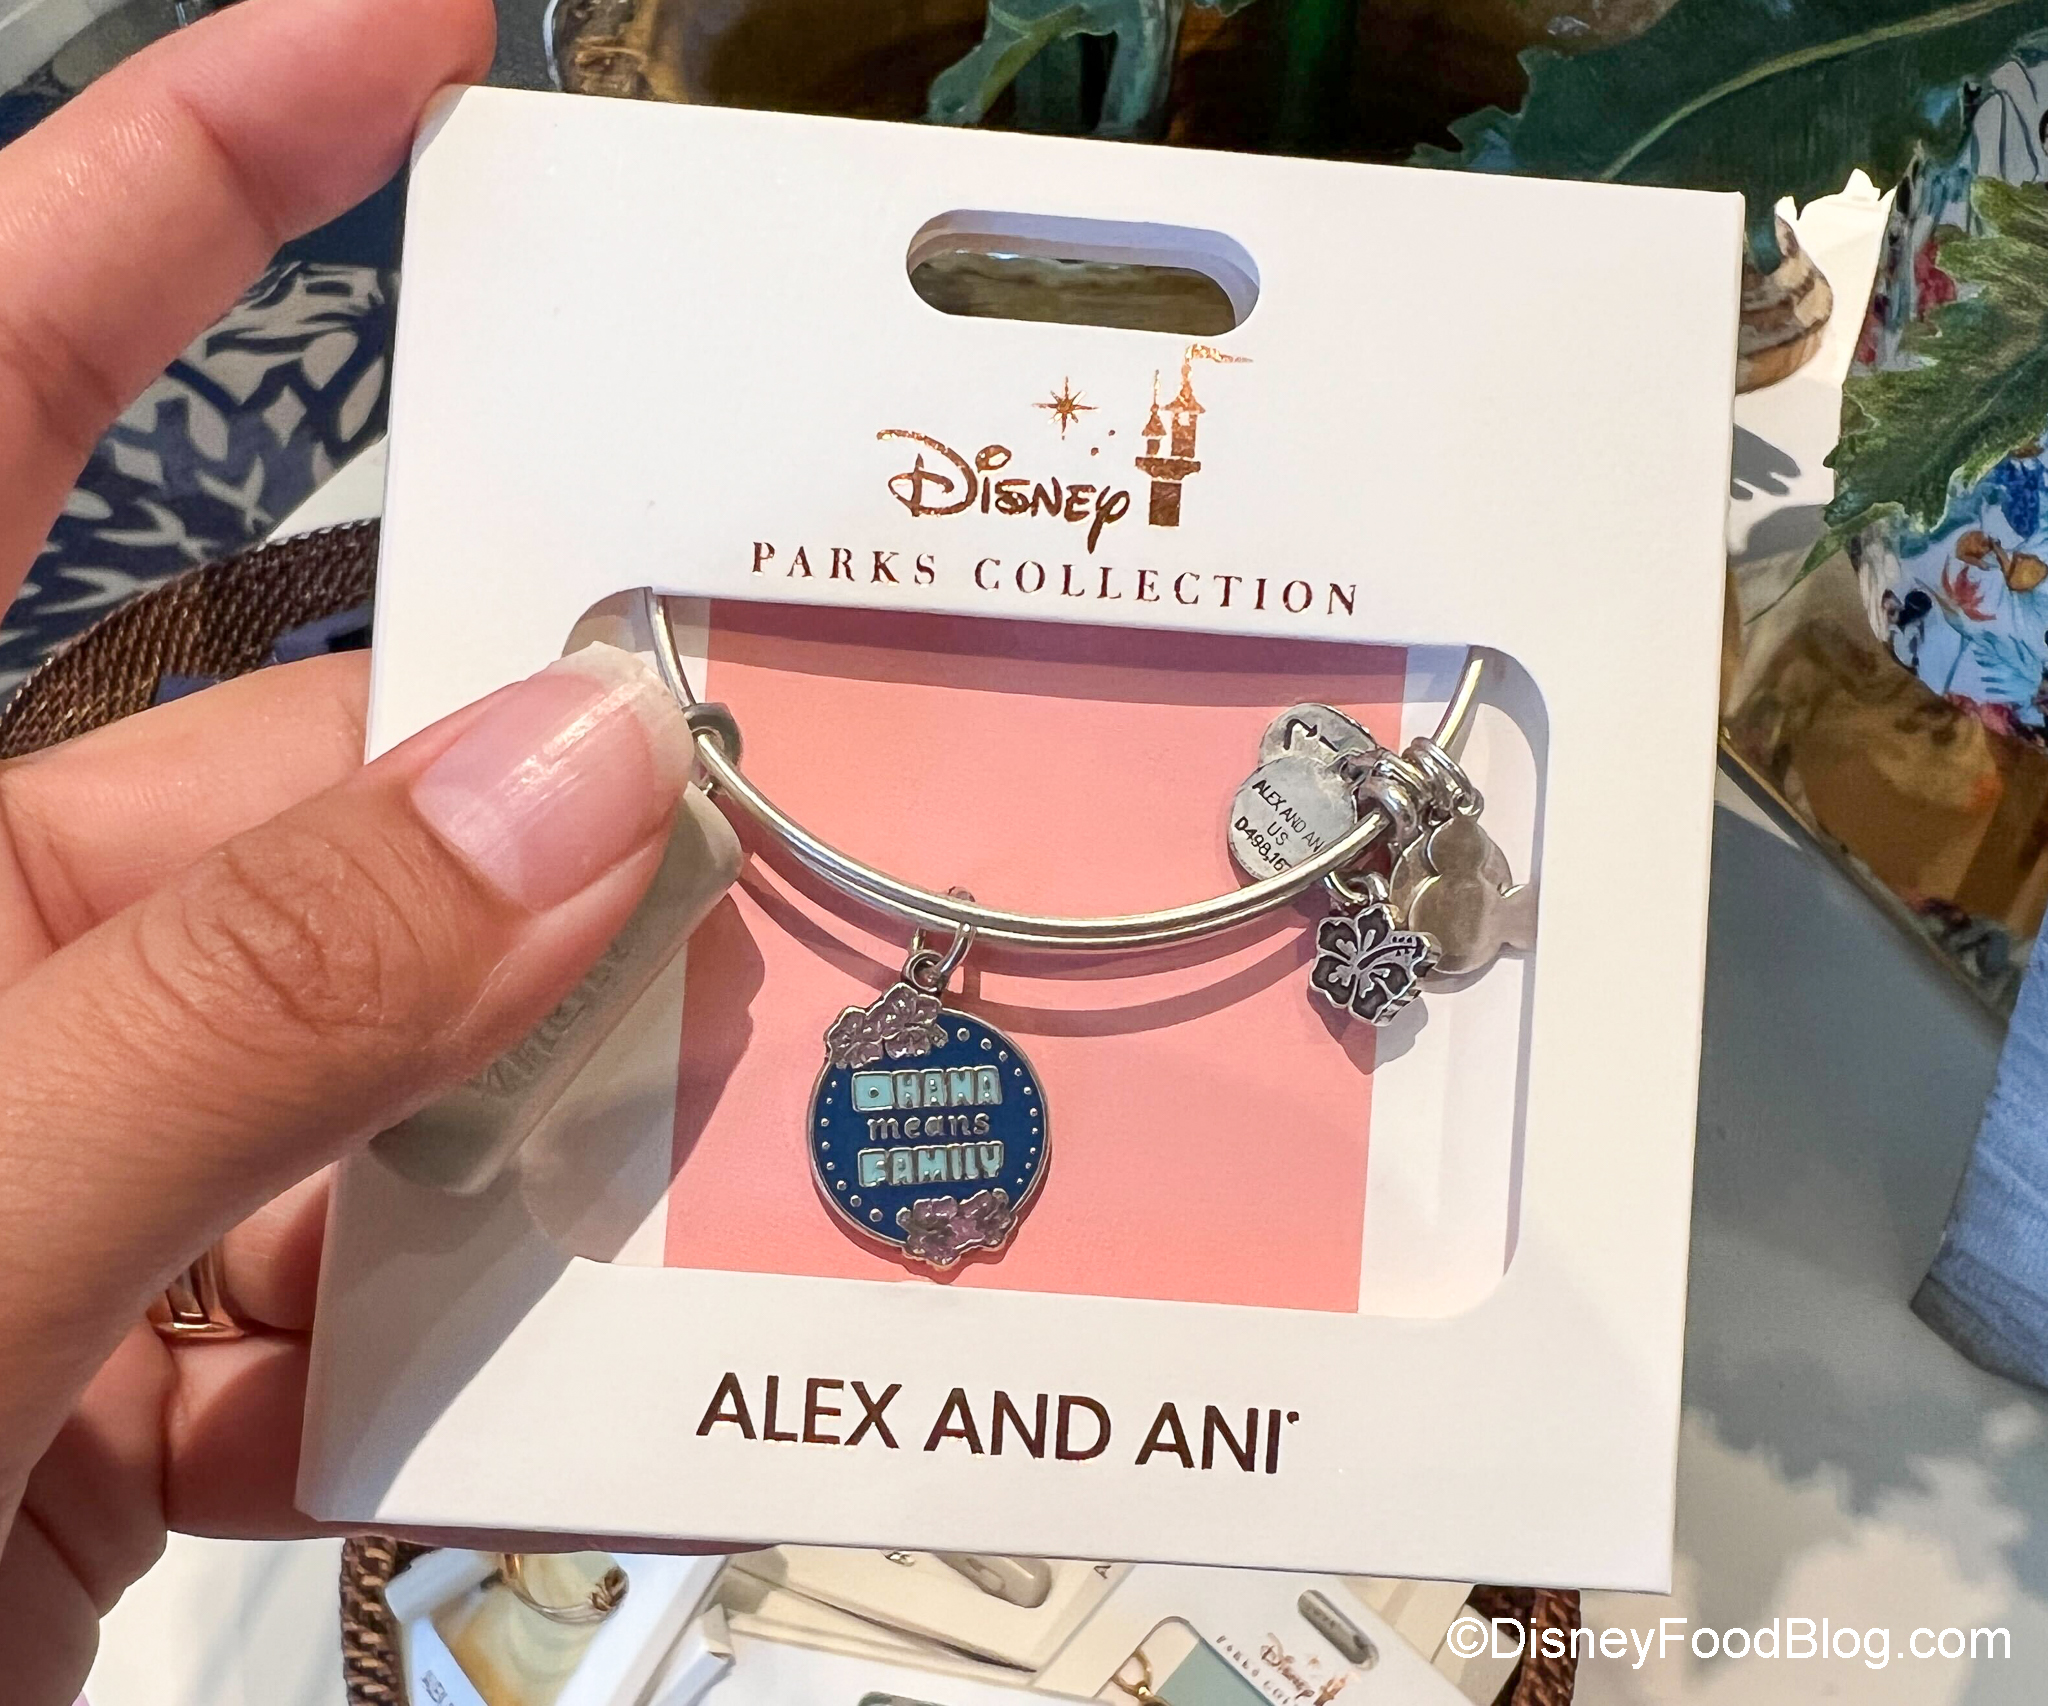 Disney
PARKS COLLECTION
ALEX AND ANI
US
OHANA
means
FAMILY
ALEX AND ANI
©DisneyFoodBlog.com